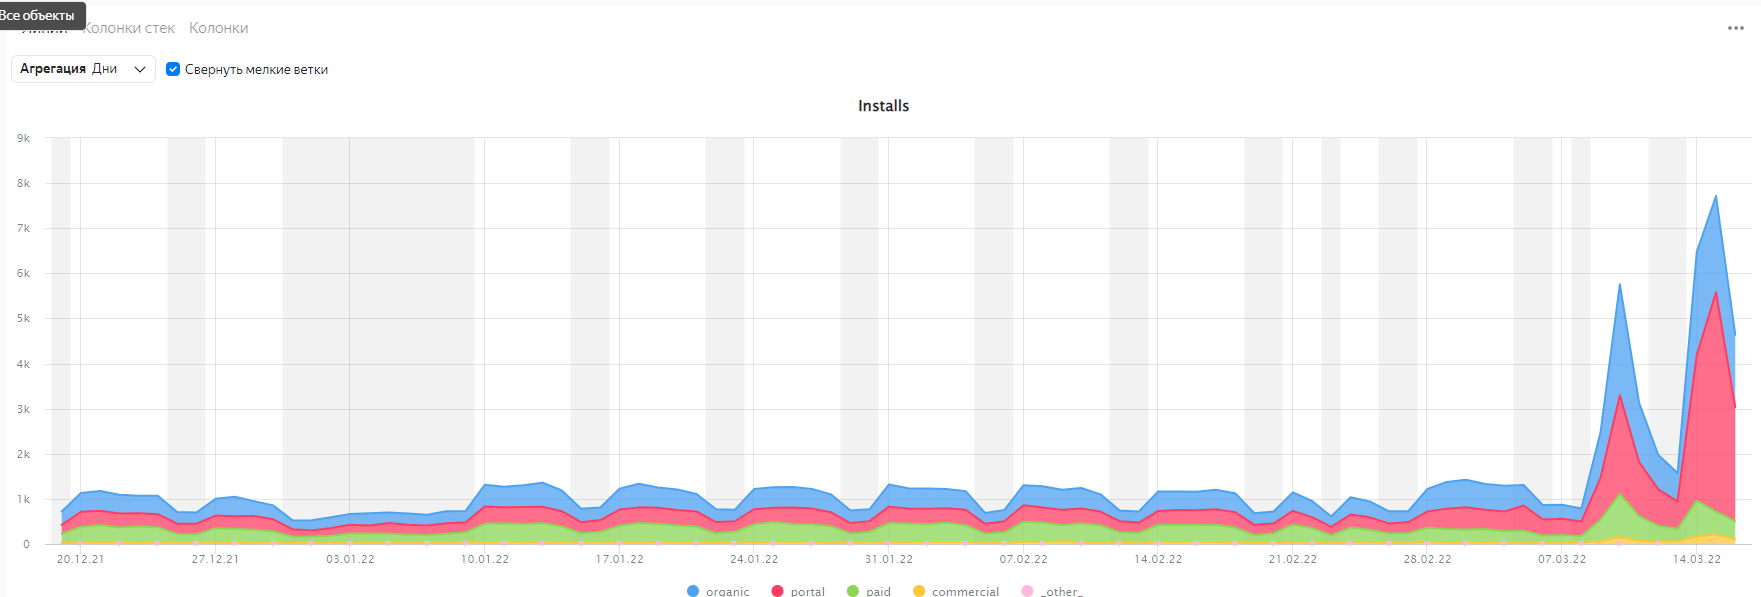 Все объекты
Линии Колонки стек Колонки
Агрегация Дни
Свернуть мелкие ветки
Installs
9k
8k
7k
6k
5k
4k
3k
2k
1k
0
20.12.21 27.12.21 03.01.22 10.01.22 17.01.22 24.01.22 31.01.22 07.02.22 14.02.22 21.02.22 28.02.22 07.03.22 14.03.22
organic portal paid commercial _other_